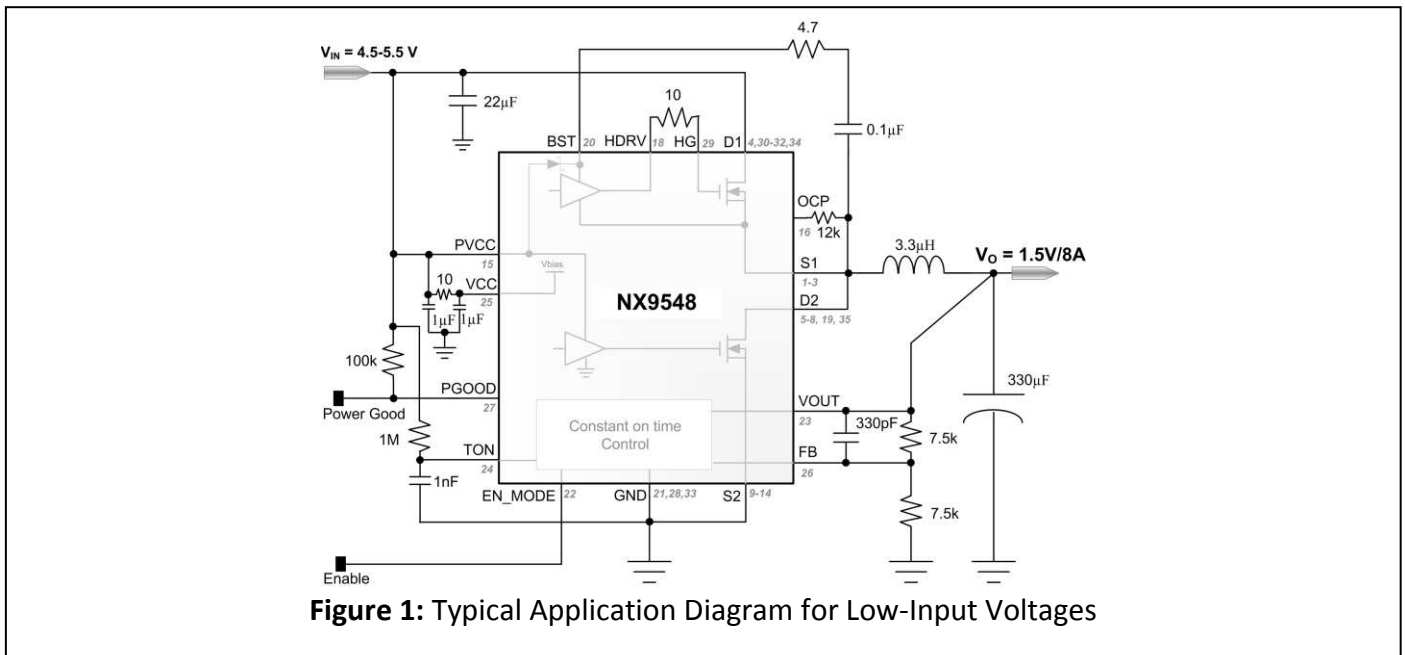 4.7
V_IN = 4.5-5.5 V
22µF
10
0.1µF
BST 20 HDRV 18 HG 29 D1 4,30-32,34
OCP
16 12k
PVCC
15
3.3µH
V_O = 1.5V/8A
S1
1-3
10
VCC
25
Vbias
NX9548
D2
5-8, 19, 35
1µF 1µF
100k
PGOOD
27
Power Good
330µF
VOUT
23
330pF
7.5k
Constant on time
Control
1M
TON
24
FB
26
1nF
EN_MODE 22 GND 21,28,33 S2 9-14
7.5k
Enable
Figure 1: Typical Application Diagram for Low-Input Voltages